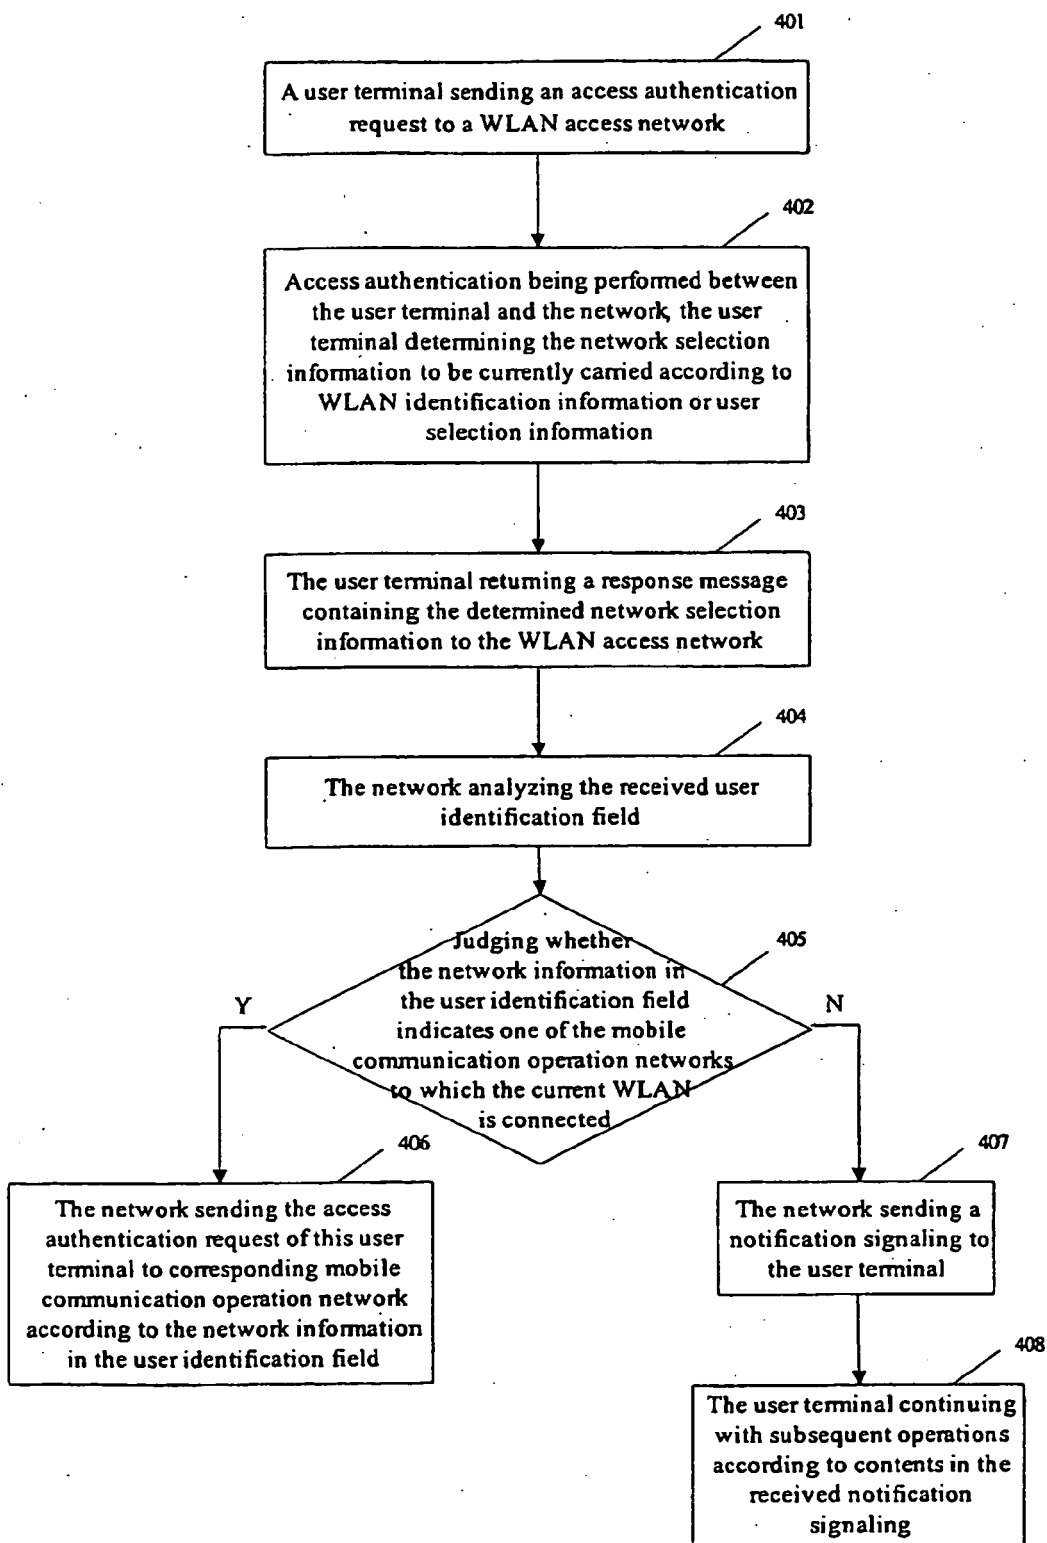 401
A user terminal sending an access authentication
request to a WLAN access network
402
Access authentication being performed between
the user terminal and the network, the user
terminal determining the network selection
information to be currently carried according to
WLAN identification information or user
selection information
403
The user terminal returning a response message
containing the determined network selection
information to the WLAN access network
404
The network analyzing the received user
identification field
405
Judging whether
the network information in
the user identification field
indicates one of the mobile
communication operation networks
to which the current WLAN
is connected
Y
N
406
The network sending the access
authentication request of this user
terminal to corresponding mobile
communication operation network
according to the network information
in the user identification field
407
The network sending a
notification signaling to
the user terminal
408
The user terminal continuing
with subsequent operations
according to contents in the
received notification
signaling